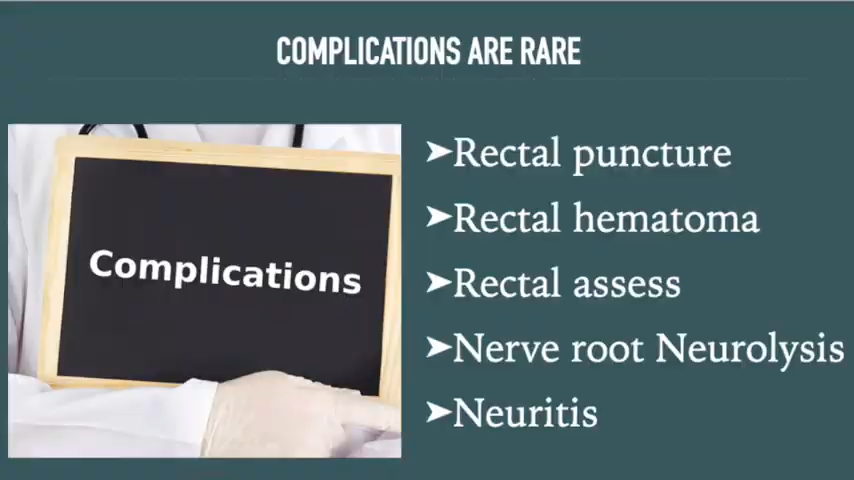 COMPLICATIONS ARE RARE
Complications
➤Rectal puncture
➤Rectal hematoma
➤Rectal assess
➤Nerve root Neurolysis
➤Neuritis